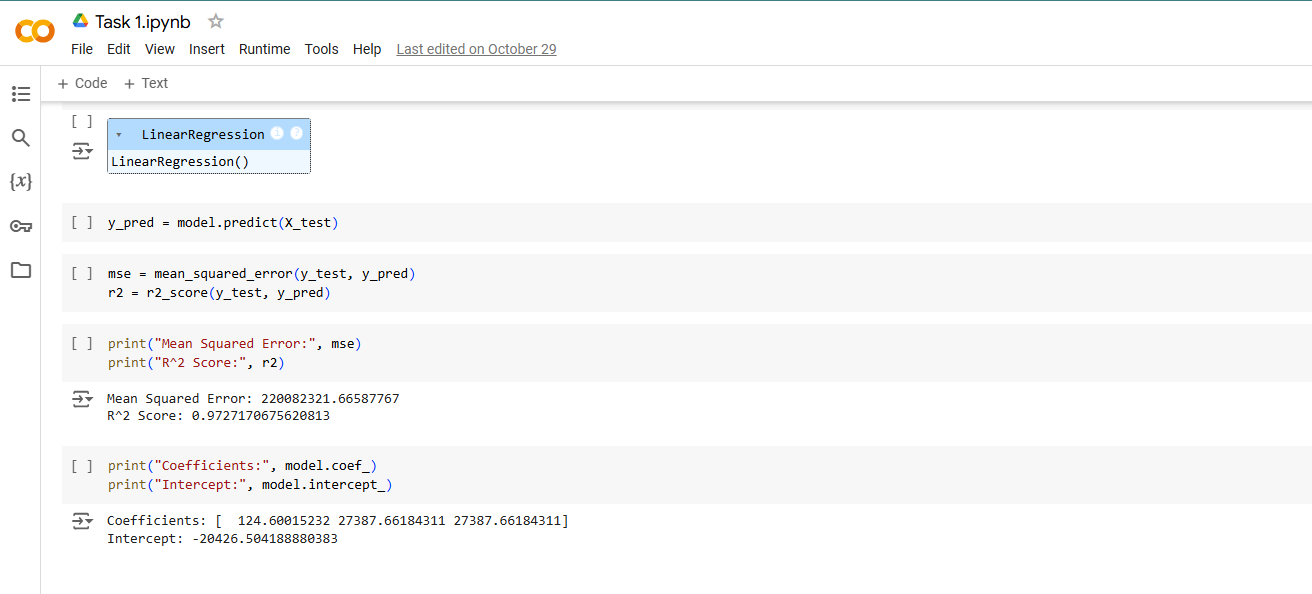 Task 1.ipynb
File Edit View Insert Runtime Tools Help Last edited on October 29
+ Code + Text
[ ]
LinearRegression
LinearRegression()
[ ] y_pred = model.predict(X_test)
[ ] mse = mean_squared_error(y_test, y_pred)
r2 = r2_score(y_test, y_pred)
[ ] print("Mean Squared Error:", mse)
print("R^2 Score:", r2)
Mean Squared Error: 220082321.66587767
R^2 Score: 0.9727170675620813
[ ] print("Coefficients:", model.coef_)
print("Intercept:", model.intercept_)
Coefficients: [  124.60015232 27387.66184311 27387.66184311]
Intercept: -20426.504188880383